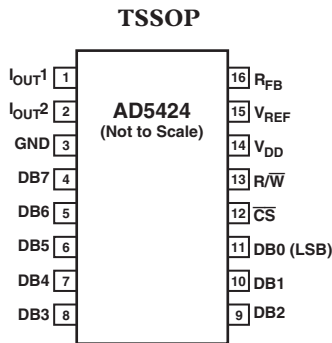 TSSOP
AD5424
(Not to Scale)
IOUT1 1
IOUT2 2
GND 3
DB7 4
DB6 5
DB5 6
DB4 7
DB3 8
16 RFB
15 VREF
14 VDD
13 R/W̅
12 C̅S̅
11 DB0 (LSB)
10 DB1
9 DB2